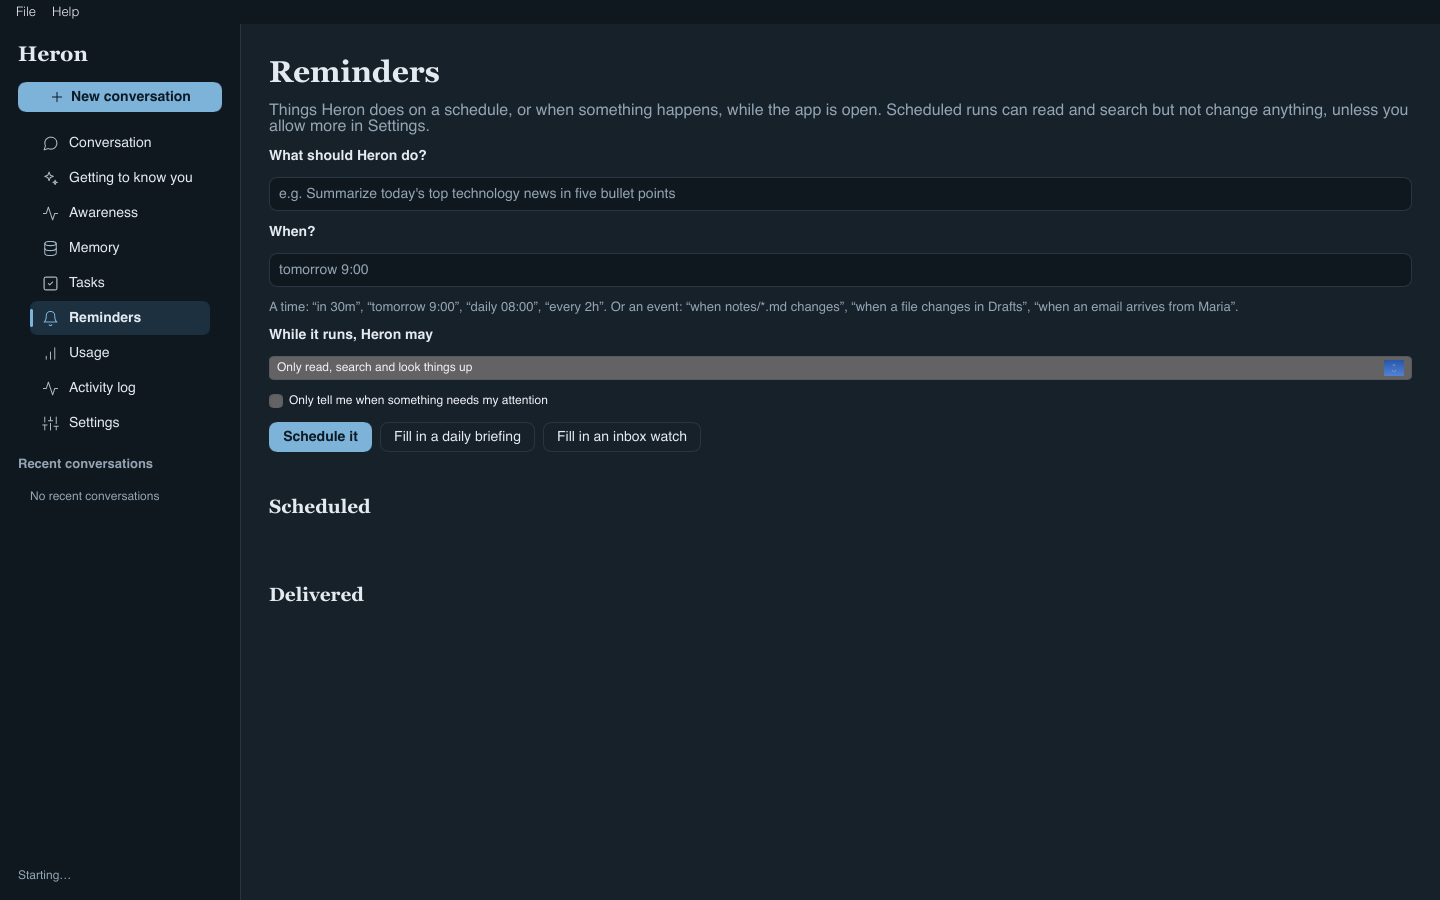 File Help
Heron
New conversation
Conversation
Getting to know you
Awareness
Memory
Tasks
Reminders
Usage
Activity log
Settings
Recent conversations
No recent conversations
Starting…
Reminders
Things Heron does on a schedule, or when something happens, while the app is open. Scheduled runs can read and search but not change anything, unless you
allow more in Settings.
What should Heron do?
e.g. Summarize today's top technology news in five bullet points
When?
tomorrow 9:00
A time: “in 30m”, “tomorrow 9:00”, “daily 08:00”, “every 2h”. Or an event: “when notes/*.md changes”, “when a file changes in Drafts”, “when an email arrives from Maria”.
While it runs, Heron may
Only read, search and look things up
Only tell me when something needs my attention
Schedule it
Fill in a daily briefing
Fill in an inbox watch
Scheduled
Delivered